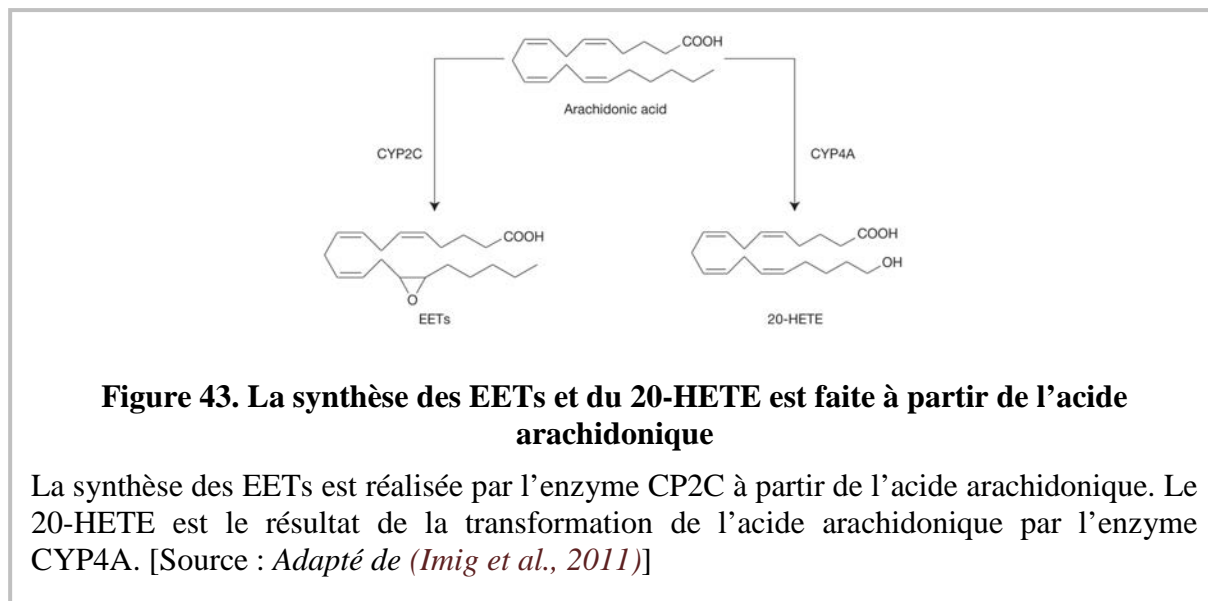 COOH
Arachidonic acid
CYP2C
CYP4A
COOH
O
EETs
COOH
OH
20-HETE
Figure 43. La synthèse des EETs et du 20-HETE est faite à partir de l’acide
arachidonique
La synthèse des EETs est réalisée par l’enzyme CP2C à partir de l’acide arachidonique. Le
20-HETE est le résultat de la transformation de l’acide arachidonique par l’enzyme
CYP4A. [Source : Adapté de (Imig et al., 2011)]